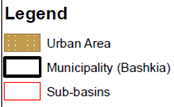 Legend
Urban Area
Municipality (Bashkia)
Sub-basins